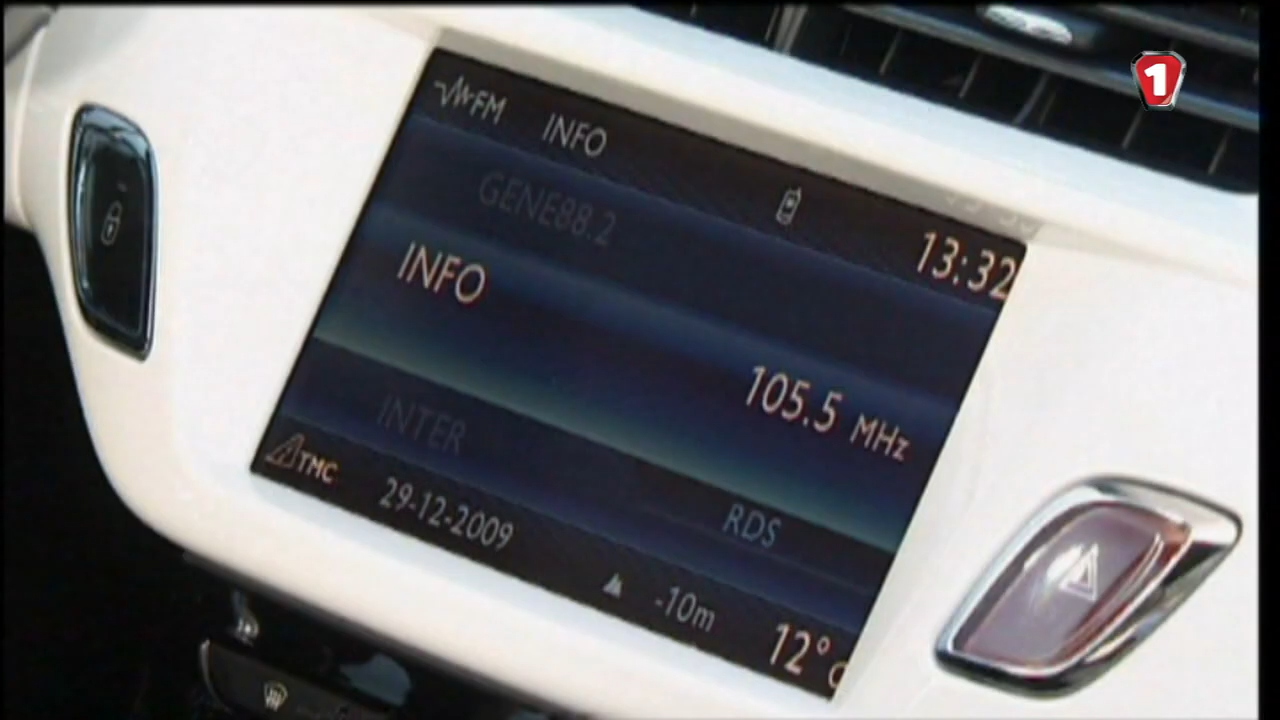 1
FM INFO
GENE88.2
13:32
INFO
105.5 MHz
INTER
TMC
29-12-2009
RDS
-10m
12°C